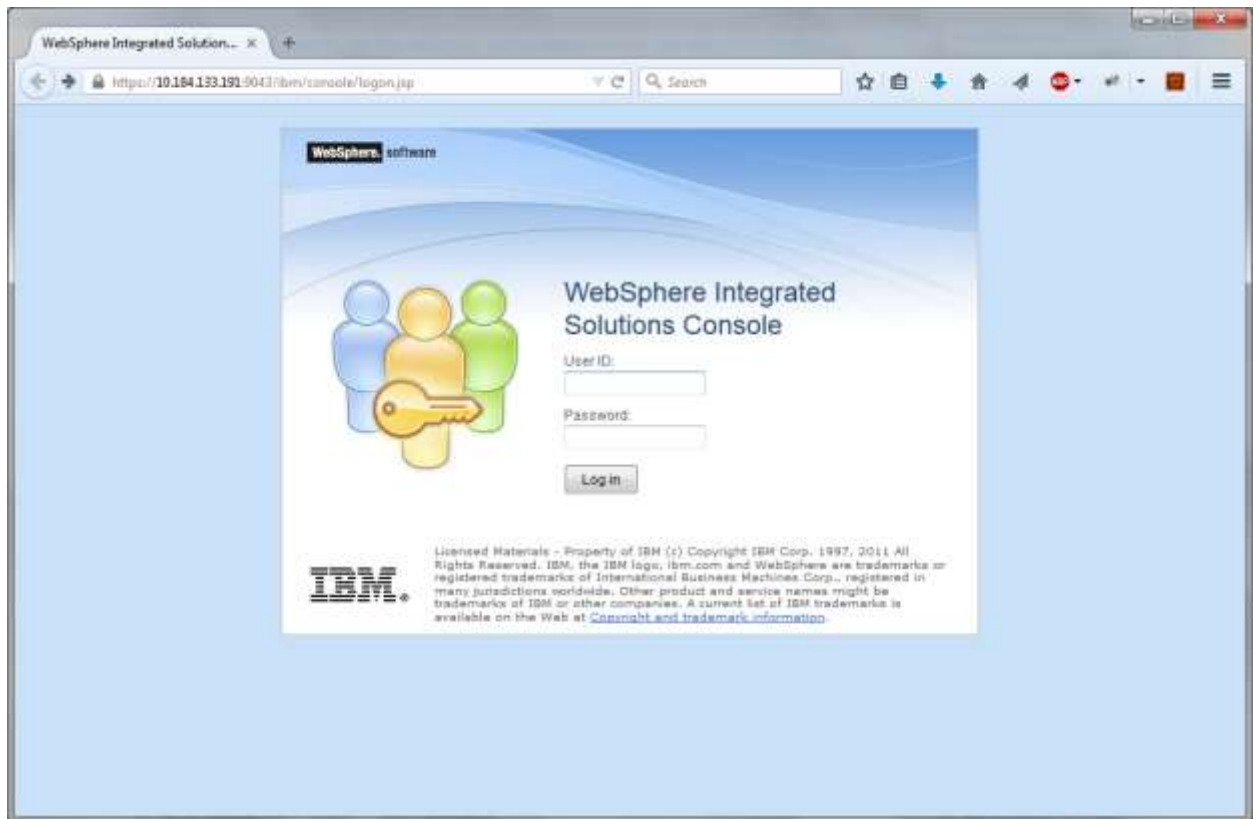 WebSphere Integrated Solution... ×
https://10.184.133.191:9043/ibm/console/logon.jsp
Search
ABP
WebSphere. software
WebSphere Integrated
Solutions Console
User ID:
Password:
Log in
IBM®
Licensed Materials - Property of IBM (c) Copyright IBM Corp. 1997, 2011 All
Rights Reserved. IBM, the IBM logo, ibm.com and WebSphere are trademarks or
registered trademarks of International Business Machines Corp., registered in
many jurisdictions worldwide. Other product and service names might be
trademarks of IBM or other companies. A current list of IBM trademarks is
available on the Web at Copyright and trademark information.